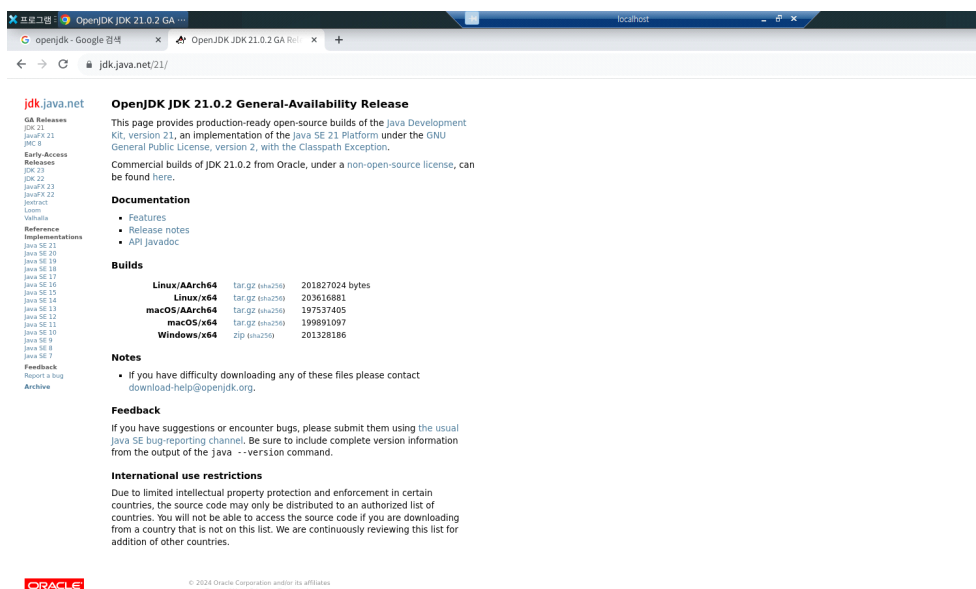 프로그램
OpenJDK JDK 21.0.2 GA ···
localhost
openjdk - Google 검색
OpenJDK JDK 21.0.2 GA Rel
jdk.java.net/21/
jdk.java.net
GA Releases
JDK 21
JavaFX 21
JMC 8
Early-Access
Releases
JDK 23
JDK 22
JavaFX 23
JavaFX 22
Jextract
Loom
Valhalla
Reference
Implementations
Java SE 21
Java SE 20
Java SE 19
Java SE 18
Java SE 17
Java SE 16
Java SE 15
Java SE 14
Java SE 13
Java SE 12
Java SE 11
Java SE 10
Java SE 9
Java SE 8
Java SE 7
Feedback
Report a bug
Archive
OpenJDK JDK 21.0.2 General-Availability Release
This page provides production-ready open-source builds of the Java Development
Kit, version 21, an implementation of the Java SE 21 Platform under the GNU
General Public License, version 2, with the Classpath Exception.
Commercial builds of JDK 21.0.2 from Oracle, under a non-open-source license, can
be found here.
Documentation
Features
Release notes
API Javadoc
Builds
Linux/AArch64 tar.gz (sha256) 201827024 bytes
Linux/x64 tar.gz (sha256) 203616881
macOS/AArch64 tar.gz (sha256) 197537405
macOS/x64 tar.gz (sha256) 199891097
Windows/x64 zip (sha256) 201328186
Notes
If you have difficulty downloading any of these files please contact
download-help@openjdk.org.
Feedback
If you have suggestions or encounter bugs, please submit them using the usual
Java SE bug-reporting channel. Be sure to include complete version information
from the output of the java --version command.
International use restrictions
Due to limited intellectual property protection and enforcement in certain
countries, the source code may only be distributed to an authorized list of
countries. You will not be able to access the source code if you are downloading
from a country that is not on this list. We are continuously reviewing this list for
addition of other countries.
ORACLE
© 2024 Oracle Corporation and/or its affiliates